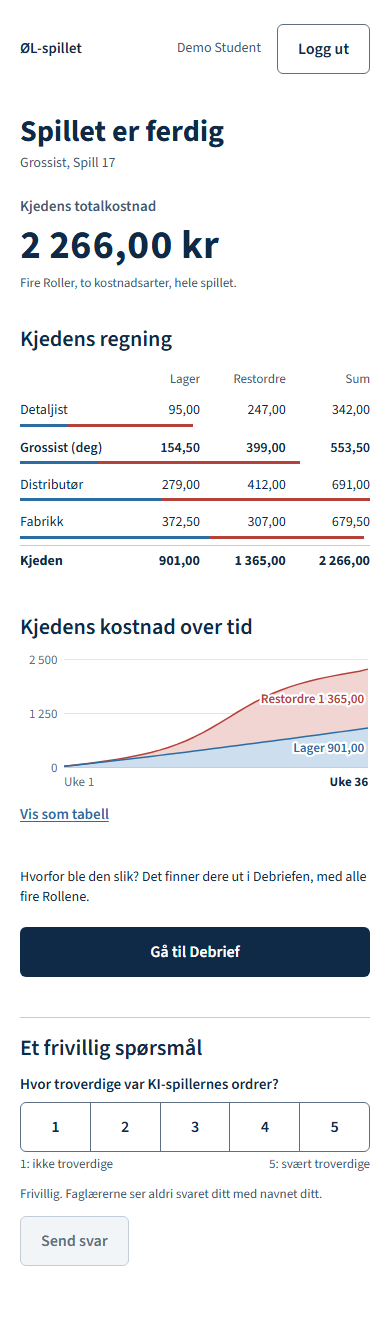 ØL-spillet Demo Student Logg ut
Spillet er ferdig
Grossist, Spill 17
Kjedens totalkostnad
2 266,00 kr
Fire Roller, to kostnadsarter, hele spillet.
Kjedens regning
Lager Restordre Sum
Detaljist 95,00 247,00 342,00
Grossist (deg) 154,50 399,00 553,50
Distributør 279,00 412,00 691,00
Fabrikk 372,50 307,00 679,50
Kjeden 901,00 1 365,00 2 266,00
Kjedens kostnad over tid
2 500
Restordre 1 365,00
1 250
Lager 901,00
0
Uke 1 Uke 36
Vis som tabell
Hvorfor ble den slik? Det finner dere ut i Debriefen, med alle
fire Rollene.
Gå til Debrief
Et frivillig spørsmål
Hvor troverdige var KI-spillernes ordrer?
1 2 3 4 5
1: ikke troverdige 5: svært troverdige
Frivillig. Faglærerne ser aldri svaret ditt med navnet ditt.
Send svar